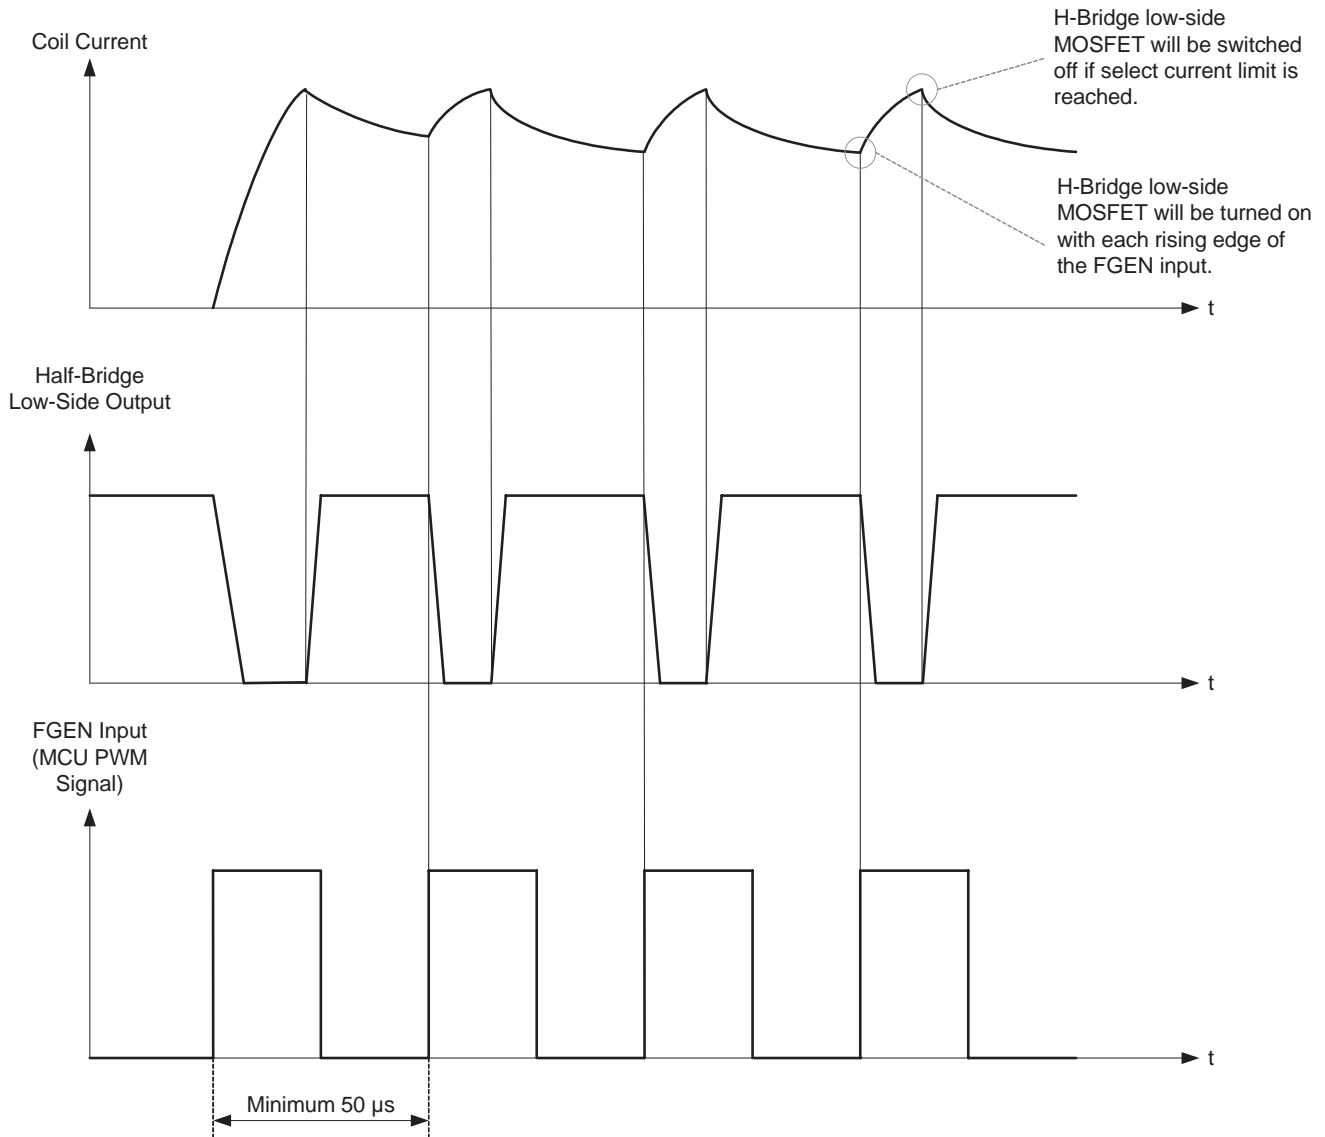 Coil Current
H-Bridge low-side
MOSFET will be switched
off if select current limit is
reached.
H-Bridge low-side
MOSFET will be turned on
with each rising edge of
the FGEN input.
t
Half-Bridge
Low-Side Output
t
FGEN Input
(MCU PWM
Signal)
t
Minimum 50 µs